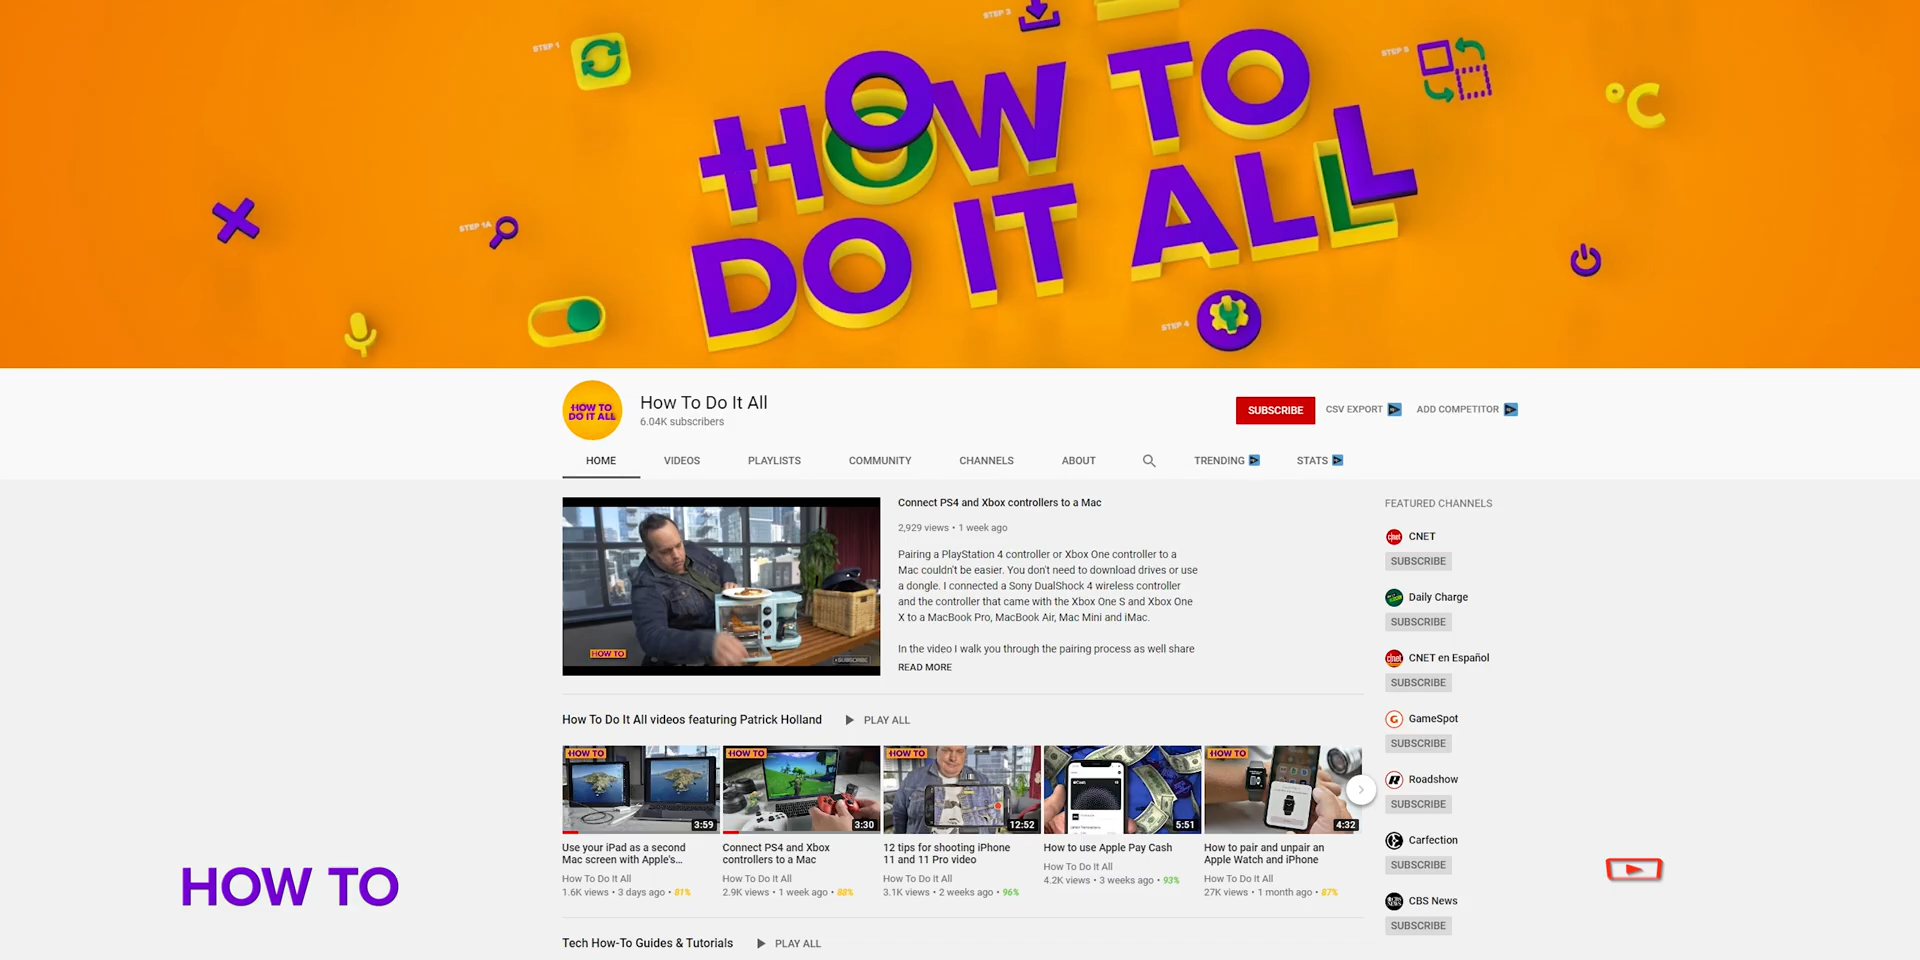 STEP 1
STEP 3
HOW TO
STEP 5
°C
STEP 1A
DO IT ALL
STEP 4
HOW TO
DO IT ALL
How To Do It All
6.04K subscribers
SUBSCRIBE
CSV EXPORT
ADD COMPETITOR
HOME
VIDEOS
PLAYLISTS
COMMUNITY
CHANNELS
ABOUT
TRENDING
STATS
HOW TO
SUBSCRIBE
Connect PS4 and Xbox controllers to a Mac
2,929 views • 1 week ago
Pairing a PlayStation 4 controller or Xbox One controller to a
Mac couldn't be easier. You don't need to download drives or use
a dongle. I connected a Sony DualShock 4 wireless controller
and the controller that came with the Xbox One S and Xbox One
X to a MacBook Pro, MacBook Air, Mac Mini and iMac.
In the video I walk you through the pairing process as well share
READ MORE
How To Do It All videos featuring Patrick Holland
PLAY ALL
HOW TO
3:59
Use your iPad as a second
Mac screen with Apple's...
How To Do It All
1.6K views • 3 days ago • 81%
HOW TO
3:30
Connect PS4 and Xbox
controllers to a Mac
How To Do It All
2.9K views • 1 week ago • 88%
HOW TO
12:52
12 tips for shooting iPhone
11 and 11 Pro video
How To Do It All
3.1K views • 2 weeks ago • 96%
5:51
How to use Apple Pay Cash
How To Do It All
4.2K views • 3 weeks ago • 93%
HOW TO
4:32
How to pair and unpair an
Apple Watch and iPhone
How To Do It All
27K views • 1 month ago • 87%
Tech How-To Guides & Tutorials
PLAY ALL
FEATURED CHANNELS
cnet
CNET
SUBSCRIBE
Daily Charge
SUBSCRIBE
cnet
CNET en Español
SUBSCRIBE
G
GameSpot
SUBSCRIBE
Roadshow
SUBSCRIBE
Carfection
SUBSCRIBE
CBS News
SUBSCRIBE
HOW TO